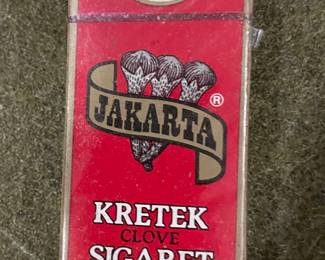 JAKARTA ®
KRETEK
CLOVE
SIGARET